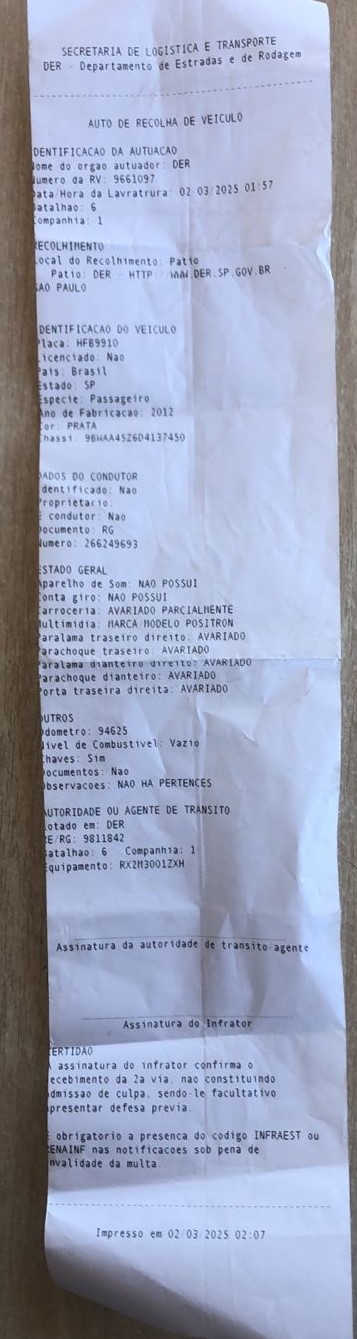 SECRETARIA DE LOGISTICA E TRANSPORTE
DER - Departamento de Estradas e de Rodagem
AUTO DE RECOLHA DE VEICULO
DENTIFICACAO DA AUTUACAO
ome do orgao autuador: DER
umero da RV: 9661097
ata/Hora da Lavratrura: 02/03/2025 01:57
atalhao: 6
ompanhia: 1
ECOLHIMENTO
ocal do Recolhimento: Patio
Patio: DER - HTTP://WWW.DER.SP.GOV.BR
SAO PAULO
DENTIFICACAO DO VEICULO
laca: HFB9910
icenciado: Nao
ais: Brasil
stado: SP
specie: Passageiro
no de Fabricacao: 2012
or: PRATA
hassi: 9BWAA45Z6D4137450
DADOS DO CONDUTOR
dentificado: Nao
roprietario:
condutor: Nao
ocumento: RG
umero: 266249693
ESTADO GERAL
parelho de Som: NAO POSSUI
onta giro: NAO POSSUI
arroceria: AVARIADO PARCIALMENTE
ultimidia: MARCA MODELO POSITRON
aralama traseiro direito: AVARIADO
arachoque traseiro: AVARIADO
aralama dianteiro direito: AVARIADO
arachoque dianteiro: AVARIADO
orta traseira direita: AVARIADO
OUTROS
dometro: 94625
ivel de Combustivel: Vazio
haves: Sim
ocumentos: Nao
bservacoes: NAO HA PERTENCES
AUTORIDADE OU AGENTE DE TRANSITO
otado em: DER
RE/RG: 9811842
atalhao: 6 Companhia: 1
quipamento: RX2M3001ZXH
Assinatura da autoridade de transito/agente
Assinatura do Infrator
CERTIDAO
A assinatura do infrator confirma o
ecebimento da 2a via, nao constituindo
dmissao de culpa, sendo-le facultativo
presentar defesa previa.
obrigatorio a presenca do codigo INFRAEST ou
RENAINF nas notificacoes sob pena de
nvalidade da multa.
Impresso em 02/03/2025 02:07